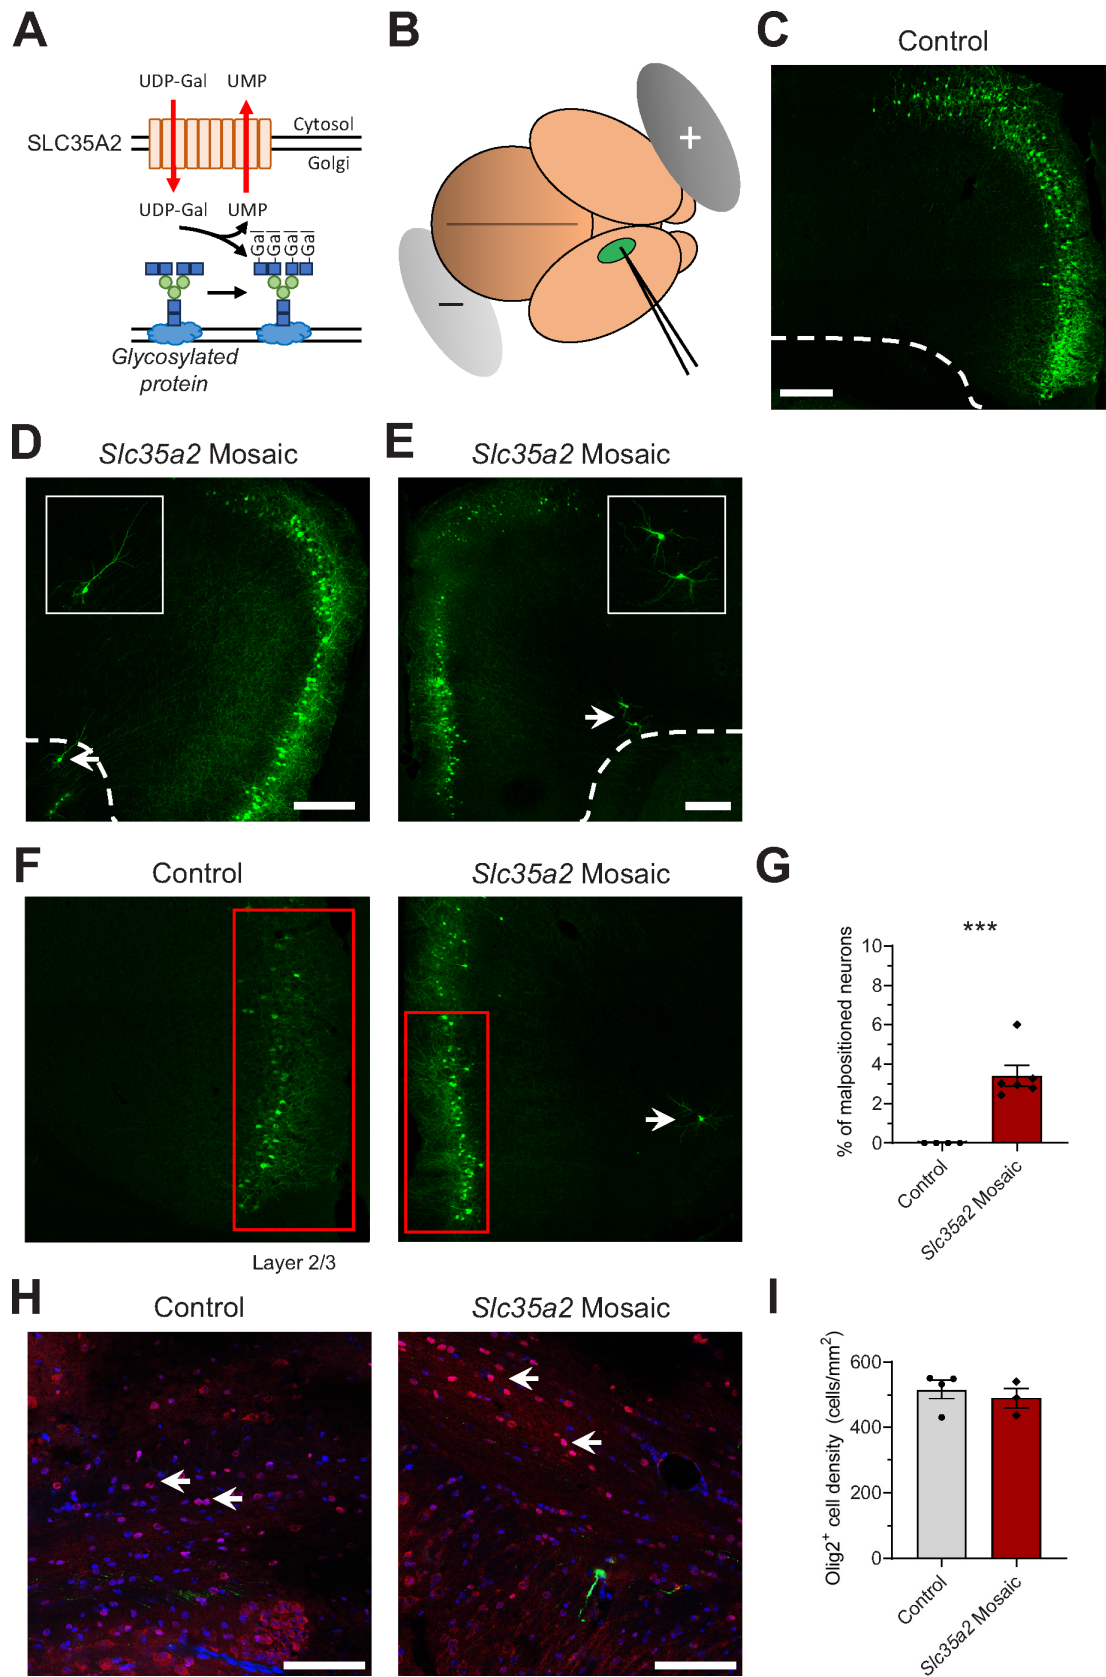 A
UDP-Gal UMP
SLC35A2
Cytosol
Golgi
UDP-Gal UMP
Gal Gal Gal Gal
Glycosylated
protein
B
+
−
C
Control
D
Slc35a2 Mosaic
E
Slc35a2 Mosaic
F
Control
Layer 2/3
Slc35a2 Mosaic
G
***
% of malpositioned neurons
10
8
6
4
2
0
Control
Slc35a2 Mosaic
H
Control
Slc35a2 Mosaic
I
Olig2⁺ cell density (cells/mm²)
600
400
200
0
Control
Slc35a2 Mosaic